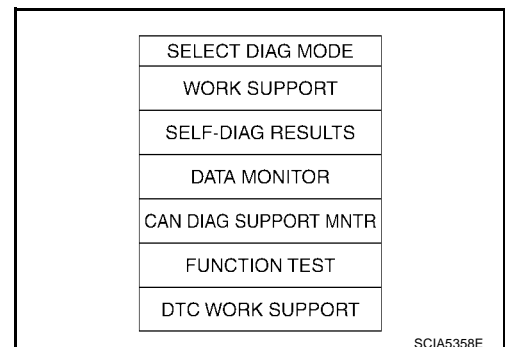 SELECT DIAG MODE
WORK SUPPORT
SELF-DIAG RESULTS
DATA MONITOR
CAN DIAG SUPPORT MNTR
FUNCTION TEST
DTC WORK SUPPORT
SCIA5358E